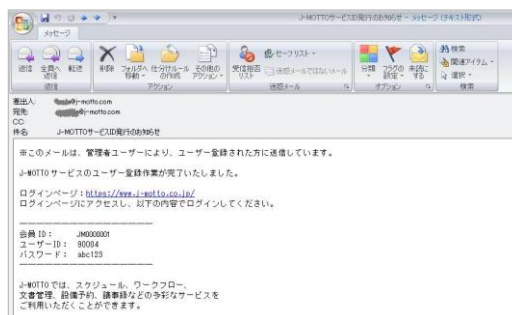 J-MOTTOサービスID発行のお知らせ - メッセージ (テキスト形式)
メッセージ
返信 全員へ返信 転送
削除 フォルダへ移動 仕分けルールの作成 その他のアクション
受信拒否リスト セーフ リスト 迷惑メールではないメール
分類 フラグの設定 未読にする
検索 関連アイテム 選択
返信 アクション 迷惑メール オプション 検索
差出人: j-motto.com
宛先: @j-motto.com
CC:
件名: J-MOTTOサービスID発行のお知らせ
※このメールは、管理者ユーザーにより、ユーザー登録された方に送信しています。
J-MOTTOサービスのユーザー登録作業が完了いたしました。
ログインページ:https://www.j-motto.co.jp/
ログインページにアクセスし、以下の内容でログインしてください。
会員ID: JM0000001
ユーザーID: 90004
パスワード: abc123
J-MOTTOでは、スケジュール、ワークフロー、
文書管理、設備予約、議事録などの多彩なサービスを
ご利用いただくことができます。